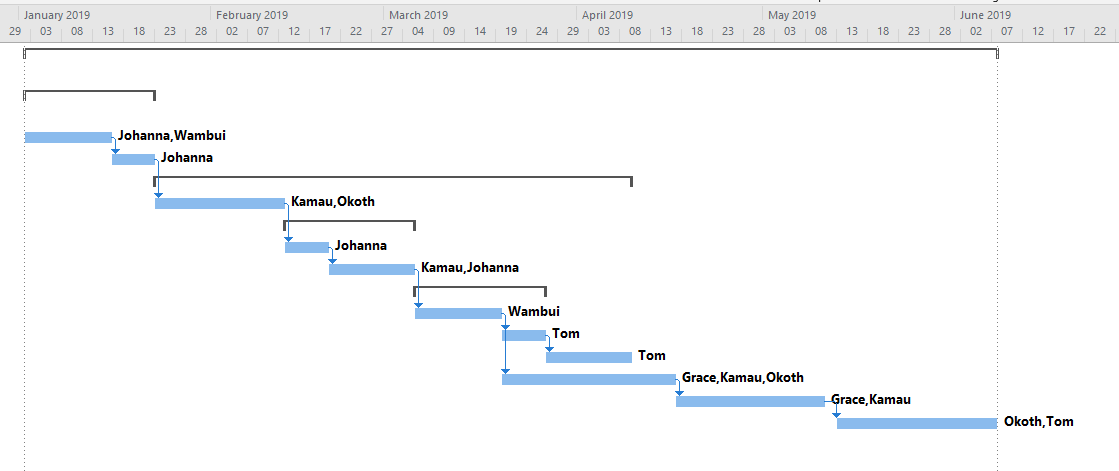 January 2019 February 2019 March 2019 April 2019 May 2019 June 2019
29 03 08 13 18 23 28 02 07 12 17 22 27 04 09 14 19 24 29 03 08 13 18 23 28 03 08 13 18 23 28 02 07 12 17 22
Johanna,Wambui
Johanna
Kamau,Okoth
Johanna
Kamau,Johanna
Wambui
Tom
Tom
Grace,Kamau,Okoth
Grace,Kamau
Okoth,Tom